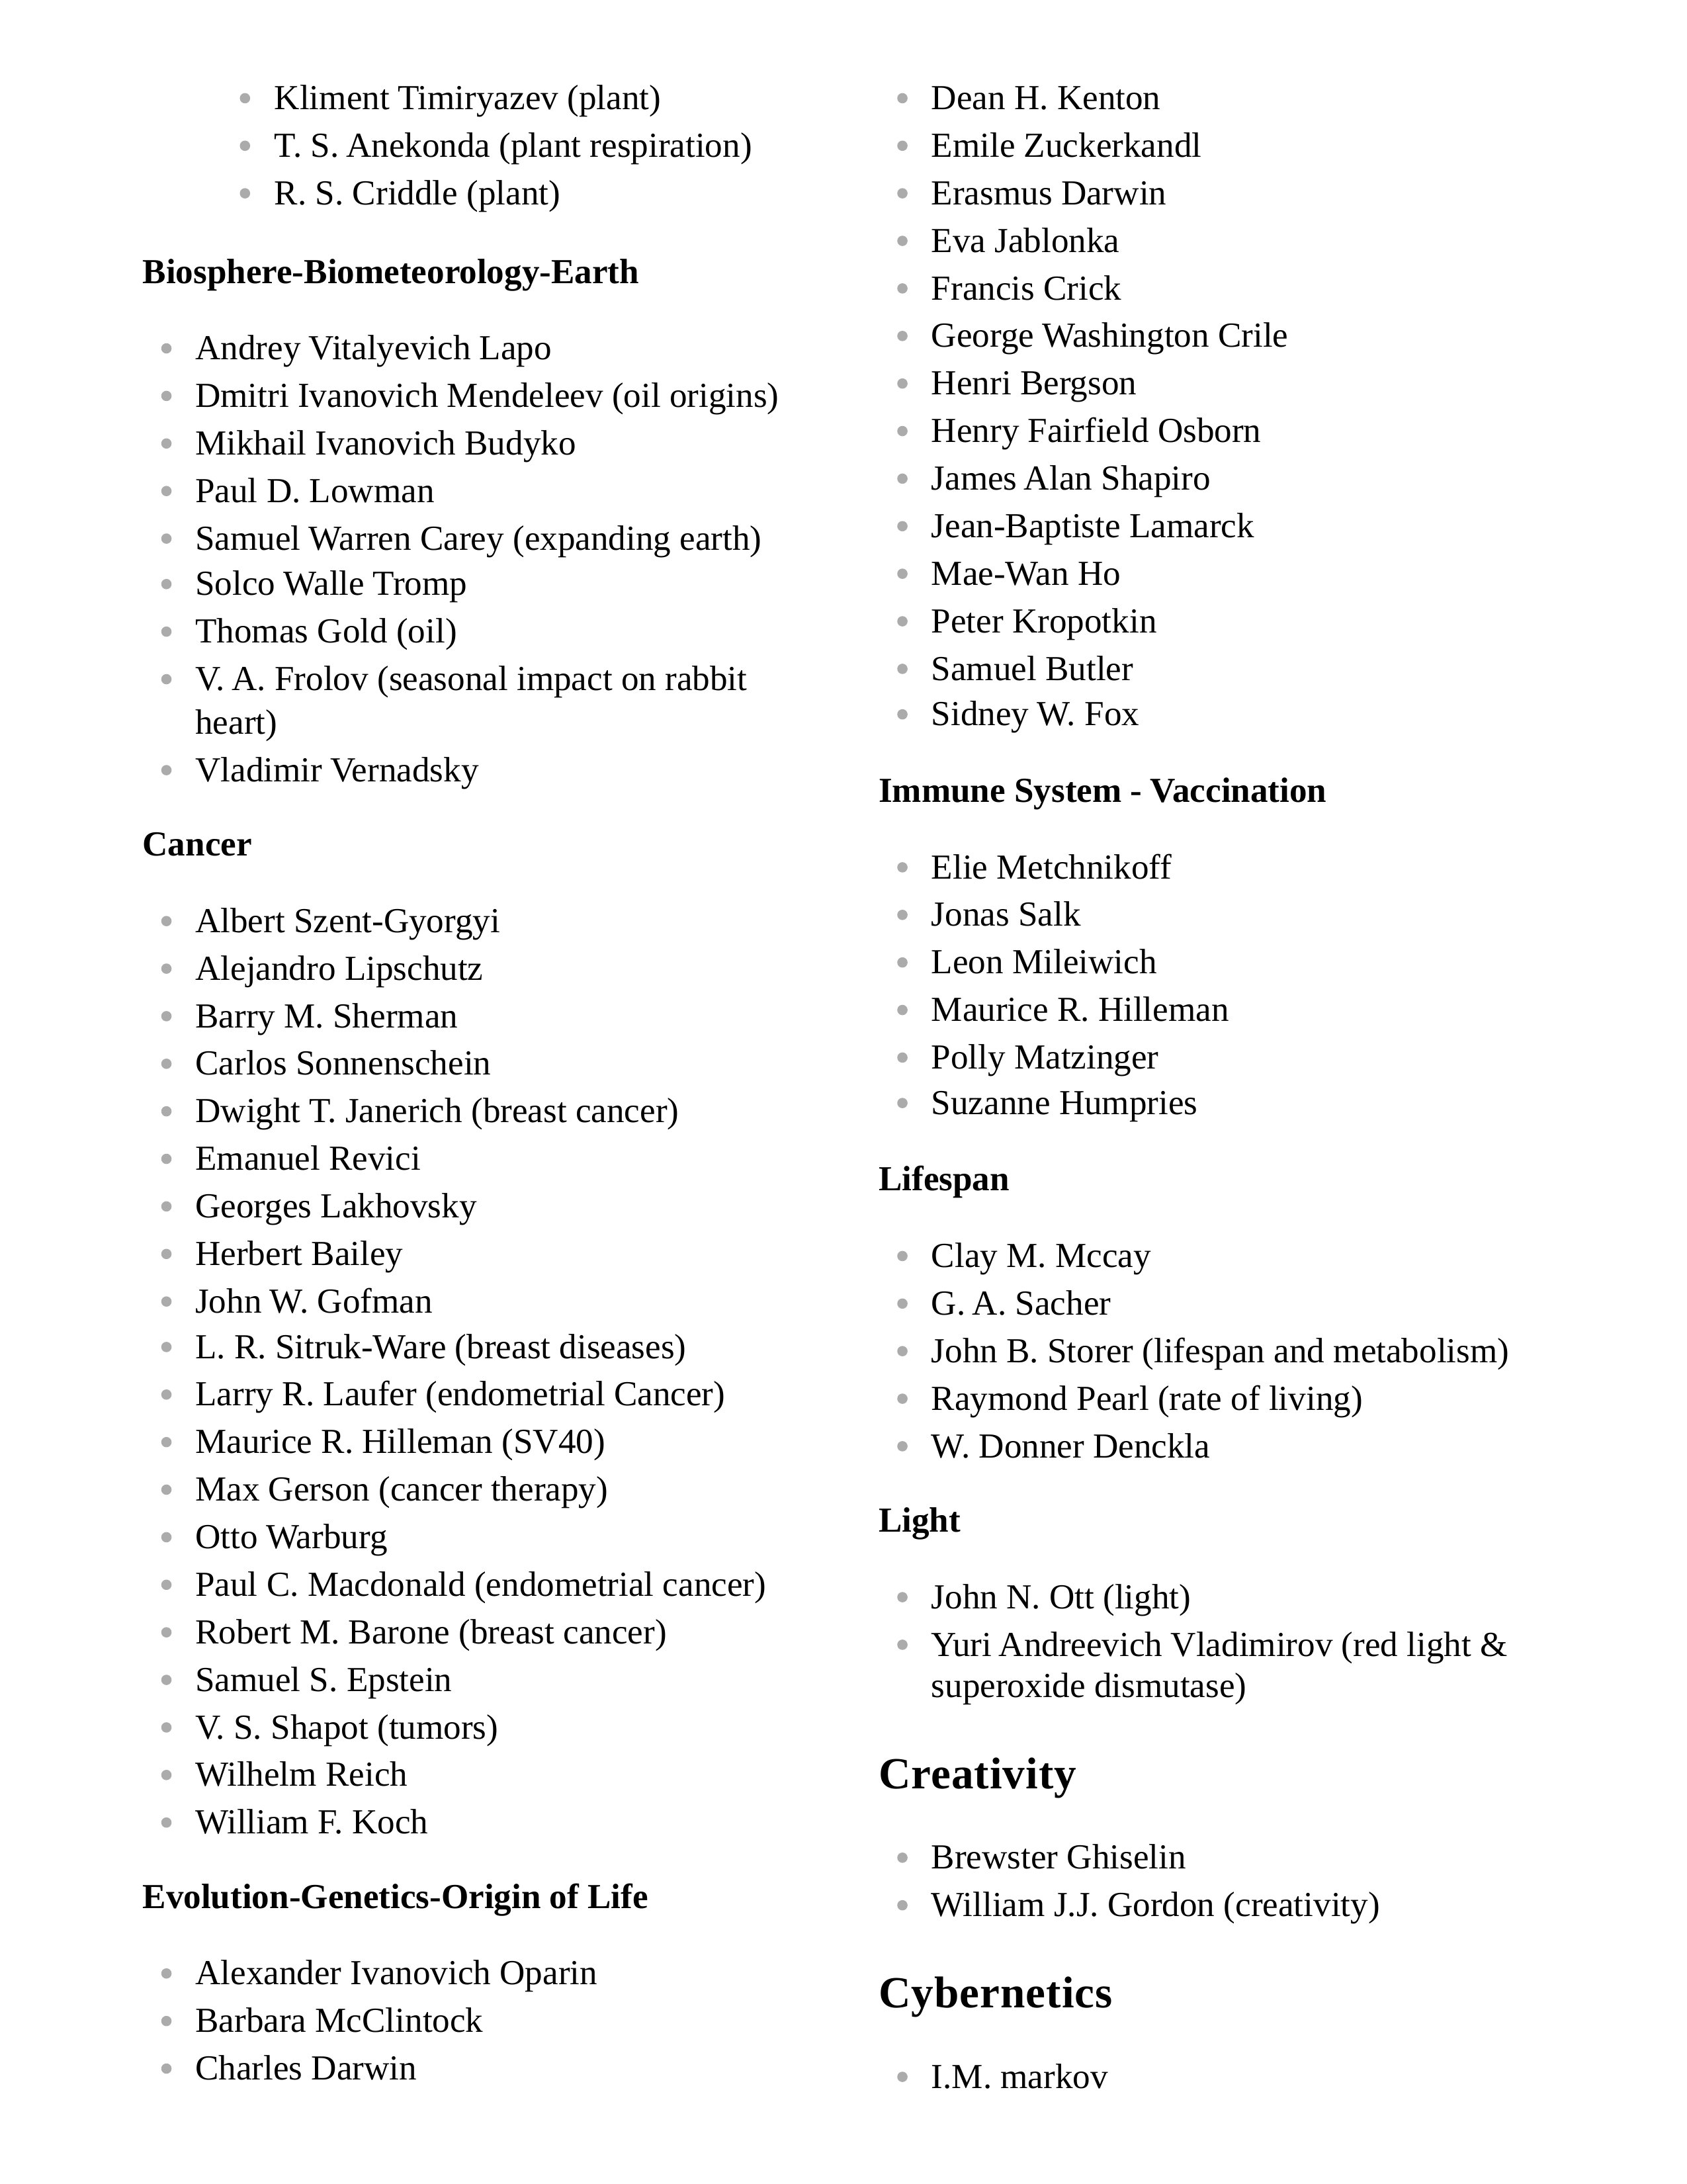 Kliment Timiryazev (plant)
T. S. Anekonda (plant respiration)
R. S. Criddle (plant)
Biosphere-Biometeorology-Earth
Andrey Vitalyevich Lapo
Dmitri Ivanovich Mendeleev (oil origins)
Mikhail Ivanovich Budyko
Paul D. Lowman
Samuel Warren Carey (expanding earth)
Solco Walle Tromp
Thomas Gold (oil)
V. A. Frolov (seasonal impact on rabbit
heart)
Vladimir Vernadsky
Cancer
Albert Szent-Gyorgyi
Alejandro Lipschutz
Barry M. Sherman
Carlos Sonnenschein
Dwight T. Janerich (breast cancer)
Emanuel Revici
Georges Lakhovsky
Herbert Bailey
John W. Gofman
L. R. Sitruk-Ware (breast diseases)
Larry R. Laufer (endometrial Cancer)
Maurice R. Hilleman (SV40)
Max Gerson (cancer therapy)
Otto Warburg
Paul C. Macdonald (endometrial cancer)
Robert M. Barone (breast cancer)
Samuel S. Epstein
V. S. Shapot (tumors)
Wilhelm Reich
William F. Koch
Evolution-Genetics-Origin of Life
Alexander Ivanovich Oparin
Barbara McClintock
Charles Darwin
Dean H. Kenton
Emile Zuckerkandl
Erasmus Darwin
Eva Jablonka
Francis Crick
George Washington Crile
Henri Bergson
Henry Fairfield Osborn
James Alan Shapiro
Jean-Baptiste Lamarck
Mae-Wan Ho
Peter Kropotkin
Samuel Butler
Sidney W. Fox
Immune System - Vaccination
Elie Metchnikoff
Jonas Salk
Leon Mileiwich
Maurice R. Hilleman
Polly Matzinger
Suzanne Humpries
Lifespan
Clay M. Mccay
G. A. Sacher
John B. Storer (lifespan and metabolism)
Raymond Pearl (rate of living)
W. Donner Denckla
Light
John N. Ott (light)
Yuri Andreevich Vladimirov (red light &
superoxide dismutase)
Creativity
Brewster Ghiselin
William J.J. Gordon (creativity)
Cybernetics
I.M. markov